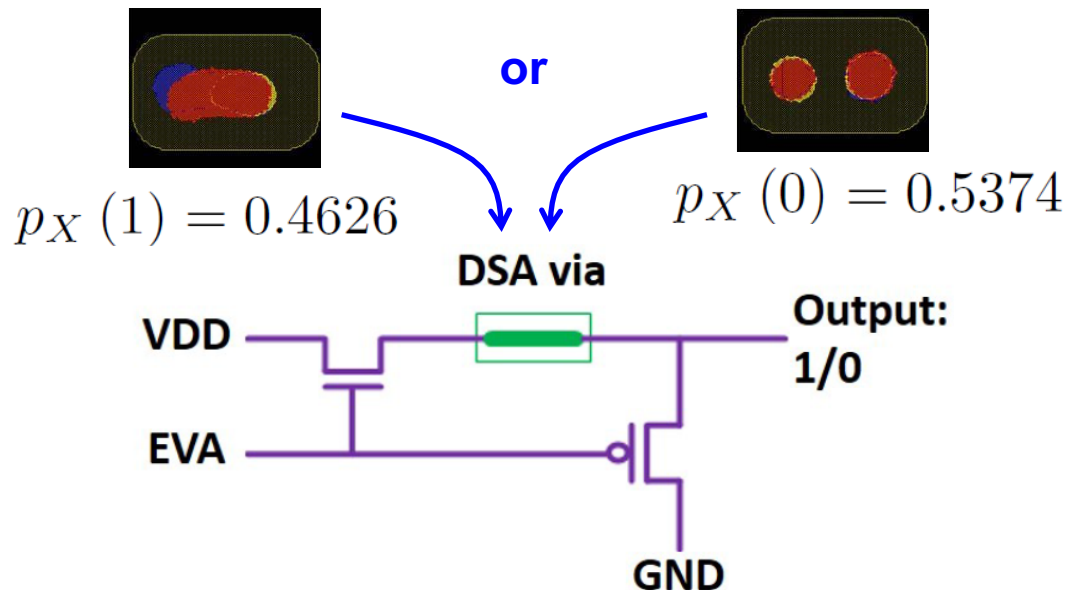 or
p_X (1) = 0.4626
p_X (0) = 0.5374
DSA via
VDD
Output:
1/0
EVA
GND